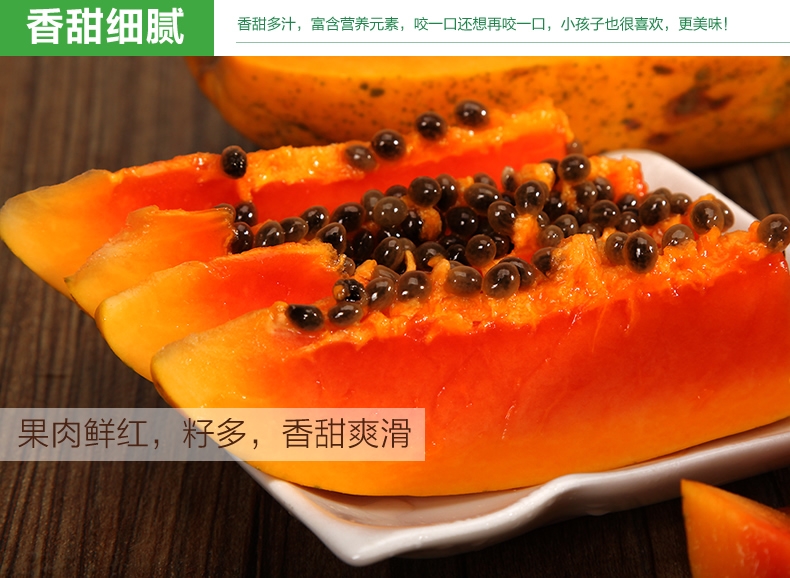 香甜细腻
香甜多汁，富含营养元素，咬一口还想再咬一口，小孩子也很喜欢，更美味！
果肉鲜红，籽多，香甜爽滑